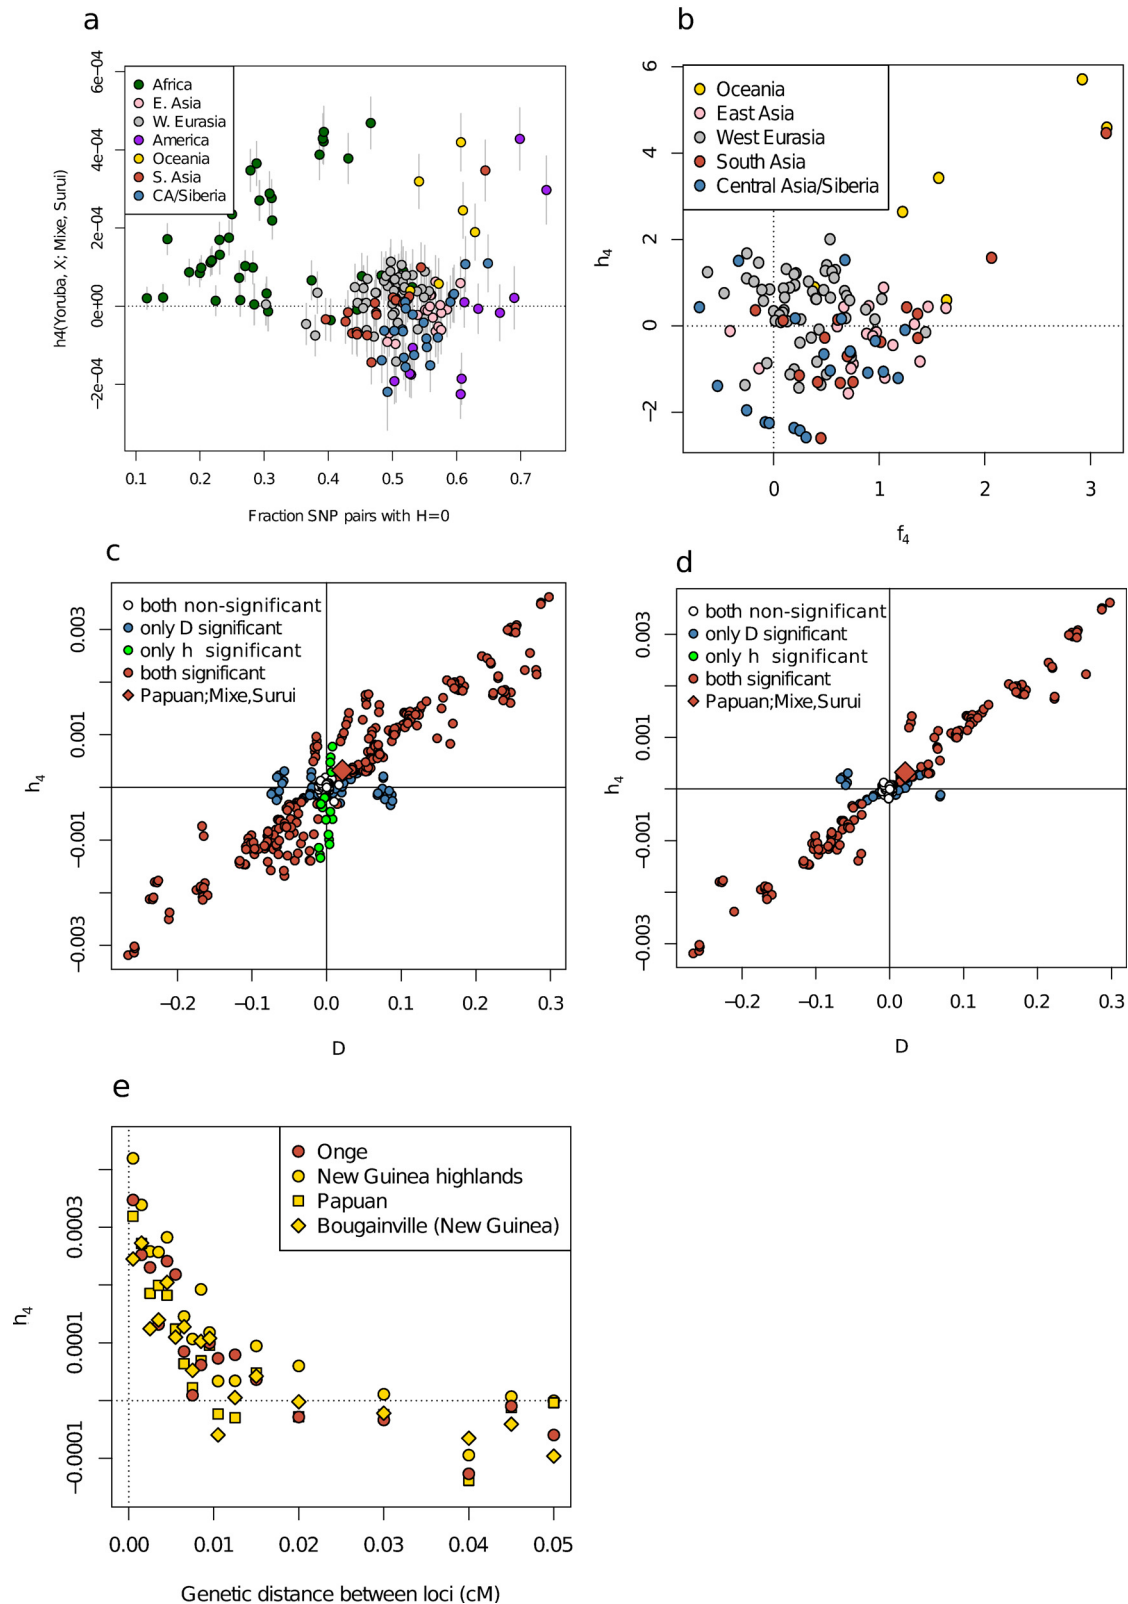 a
h4(Yoruba, X; Mixe, Surui)
6e−04
4e−04
2e−04
0e+00
−2e−04
Africa
E. Asia
W. Eurasia
America
Oceania
S. Asia
CA/Siberia
0.1 0.2 0.3 0.4 0.5 0.6 0.7
Fraction SNP pairs with H=0
b
h4
6
4
2
0
−2
Oceania
East Asia
West Eurasia
South Asia
Central Asia/Siberia
0 1 2 3
f4
c
h4
0.003
0.001
−0.001
−0.003
both non-significant
only D significant
only h significant
both significant
Papuan;Mixe,Surui
−0.2 −0.1 0.0 0.1 0.2 0.3
D
d
h4
0.003
0.001
−0.001
−0.003
both non-significant
only D significant
only h significant
both significant
Papuan;Mixe,Surui
−0.2 −0.1 0.0 0.1 0.2 0.3
D
e
h4
0.0003
0.0001
−0.0001
Onge
New Guinea highlands
Papuan
Bougainville (New Guinea)
0.00 0.01 0.02 0.03 0.04 0.05
Genetic distance between loci (cM)